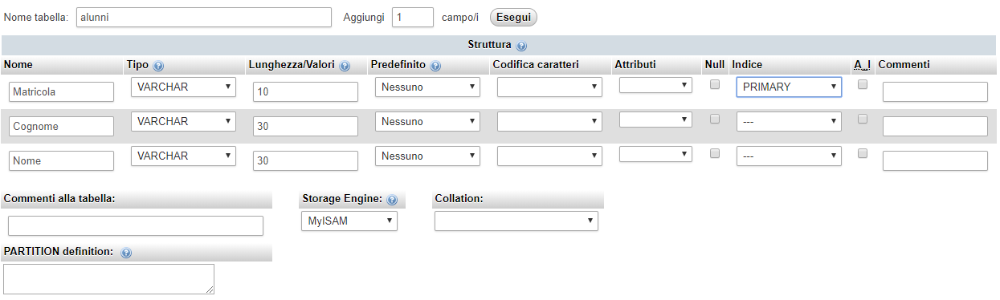 Nome tabella: alunni Aggiungi 1 campo/i Esegui
Struttura
Nome Tipo Lunghezza/Valori Predefinito Codifica caratteri Attributi Null Indice A_I Commenti
Matricola VARCHAR 10 Nessuno PRIMARY
Cognome VARCHAR 30 Nessuno ---
Nome VARCHAR 30 Nessuno ---
Commenti alla tabella: Storage Engine: Collation:
MyISAM
PARTITION definition: